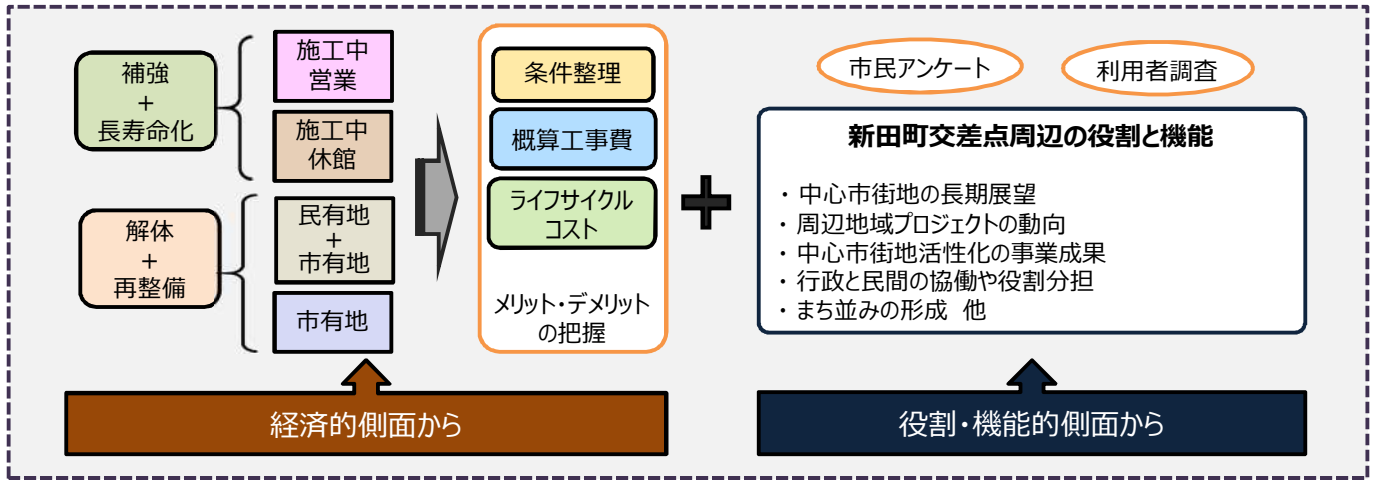 補強
+
長寿命化
施工中
営業
施工中
休館
解体
+
再整備
民有地
+
市有地
市有地
条件整理
概算工事費
ライフサイクル
コスト
メリット・デメリット
の把握
経済的側面から
市民アンケート
利用者調査
新田町交差点周辺の役割と機能
・ 中心市街地の長期展望
・ 周辺地域プロジェクトの動向
・ 中心市街地活性化の事業成果
・ 行政と民間の協働や役割分担
・ まち並みの形成 他
役割・機能的側面から